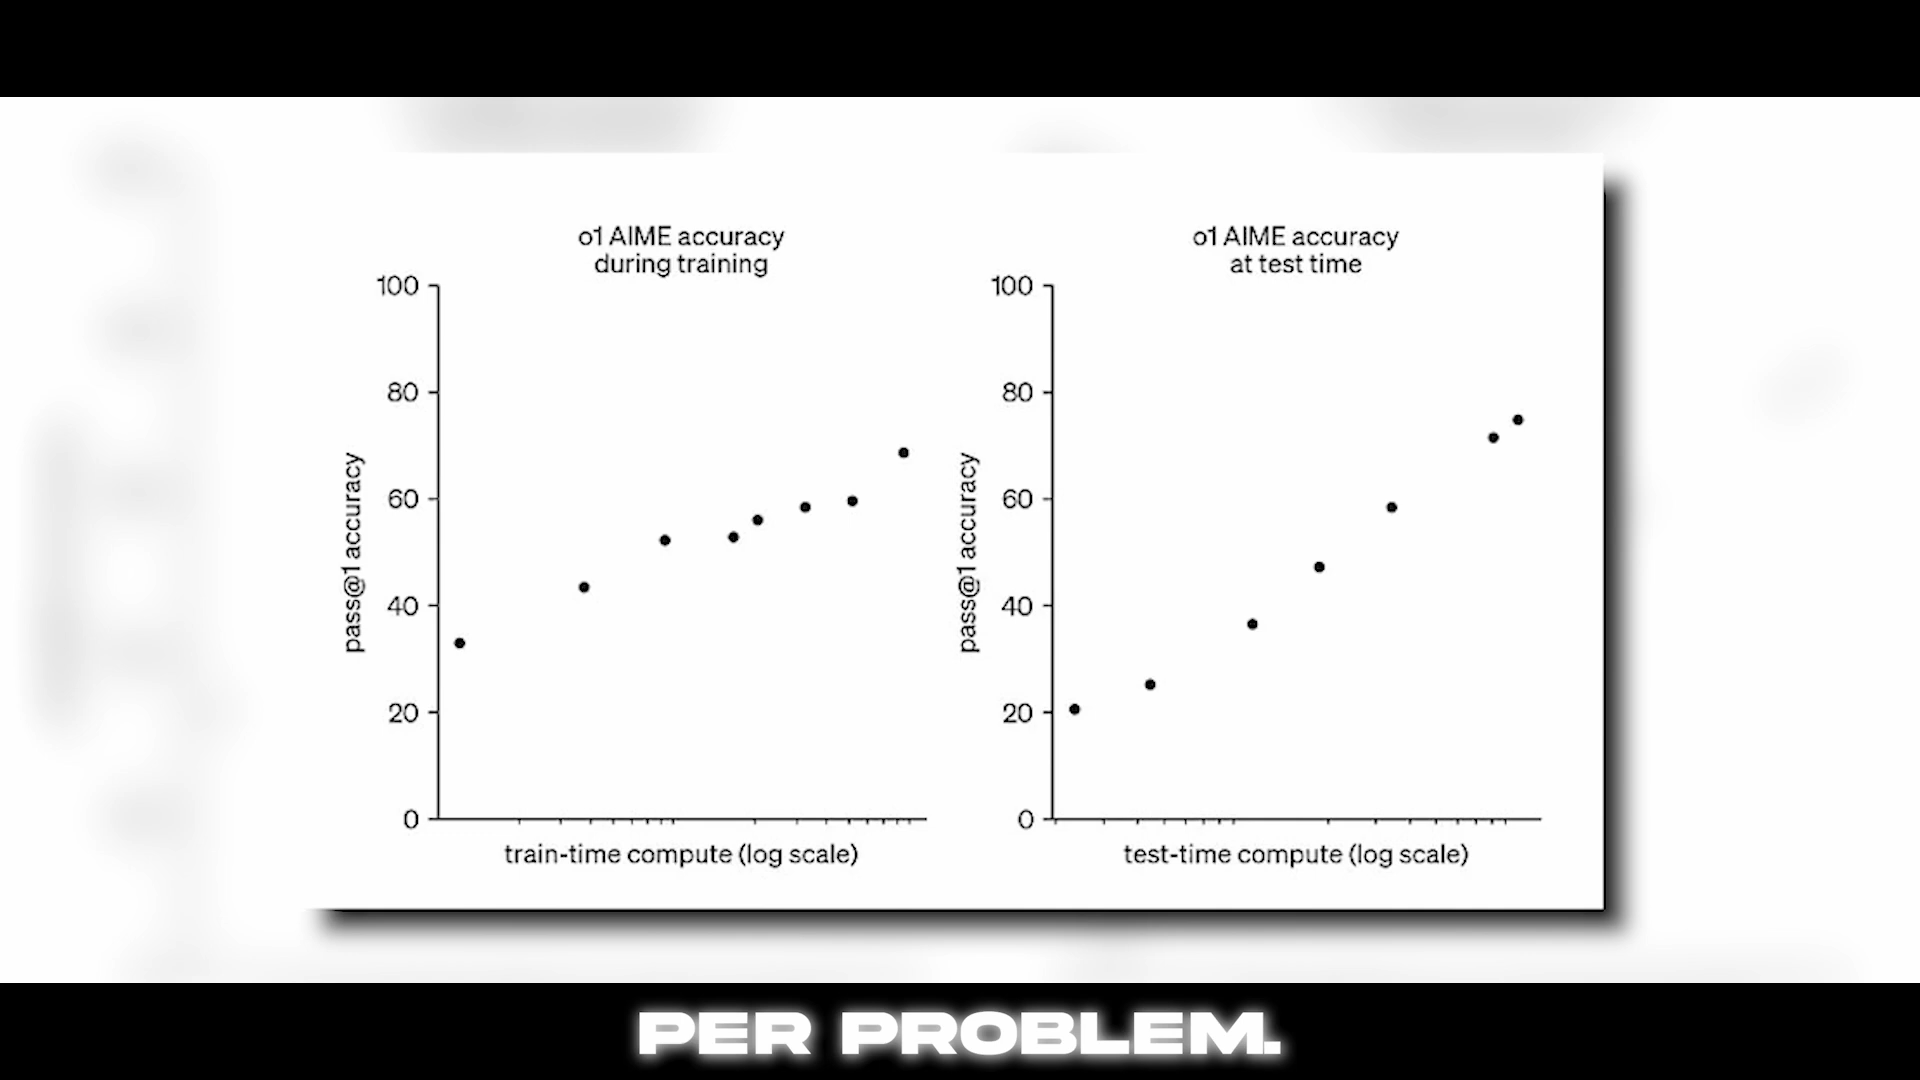 o1 AIME accuracy
during training
100
80
60
40
20
0
pass@1 accuracy
train-time compute (log scale)
o1 AIME accuracy
at test time
100
80
60
40
20
0
pass@1 accuracy
test-time compute (log scale)
PER PROBLEM.